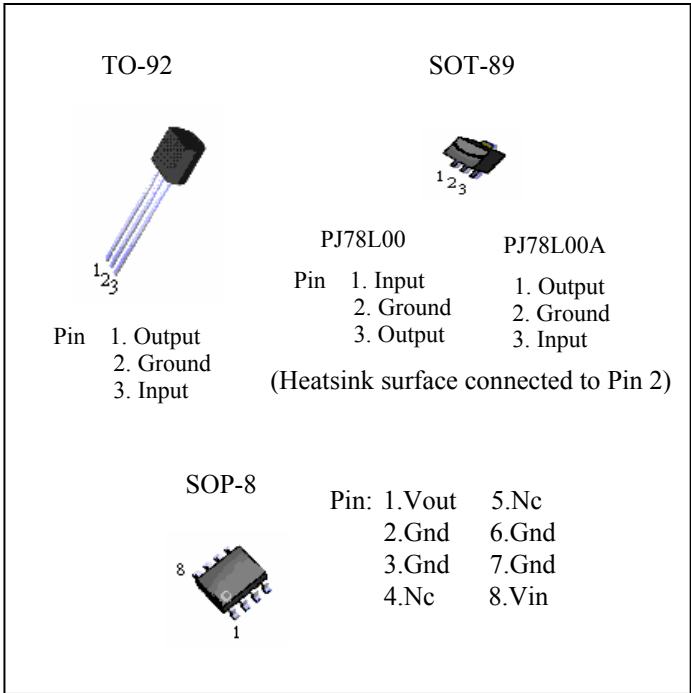 TO-92
SOT-89
1 2 3
1 2 3
PJ78L00
PJ78L00A
Pin 1. Input
2. Ground
3. Output
1. Output
2. Ground
3. Input
Pin 1. Output
2. Ground
3. Input
(Heatsink surface connected to Pin 2)
SOP-8
8
1
Pin: 1.Vout 5.Nc
2.Gnd 6.Gnd
3.Gnd 7.Gnd
4.Nc 8.Vin